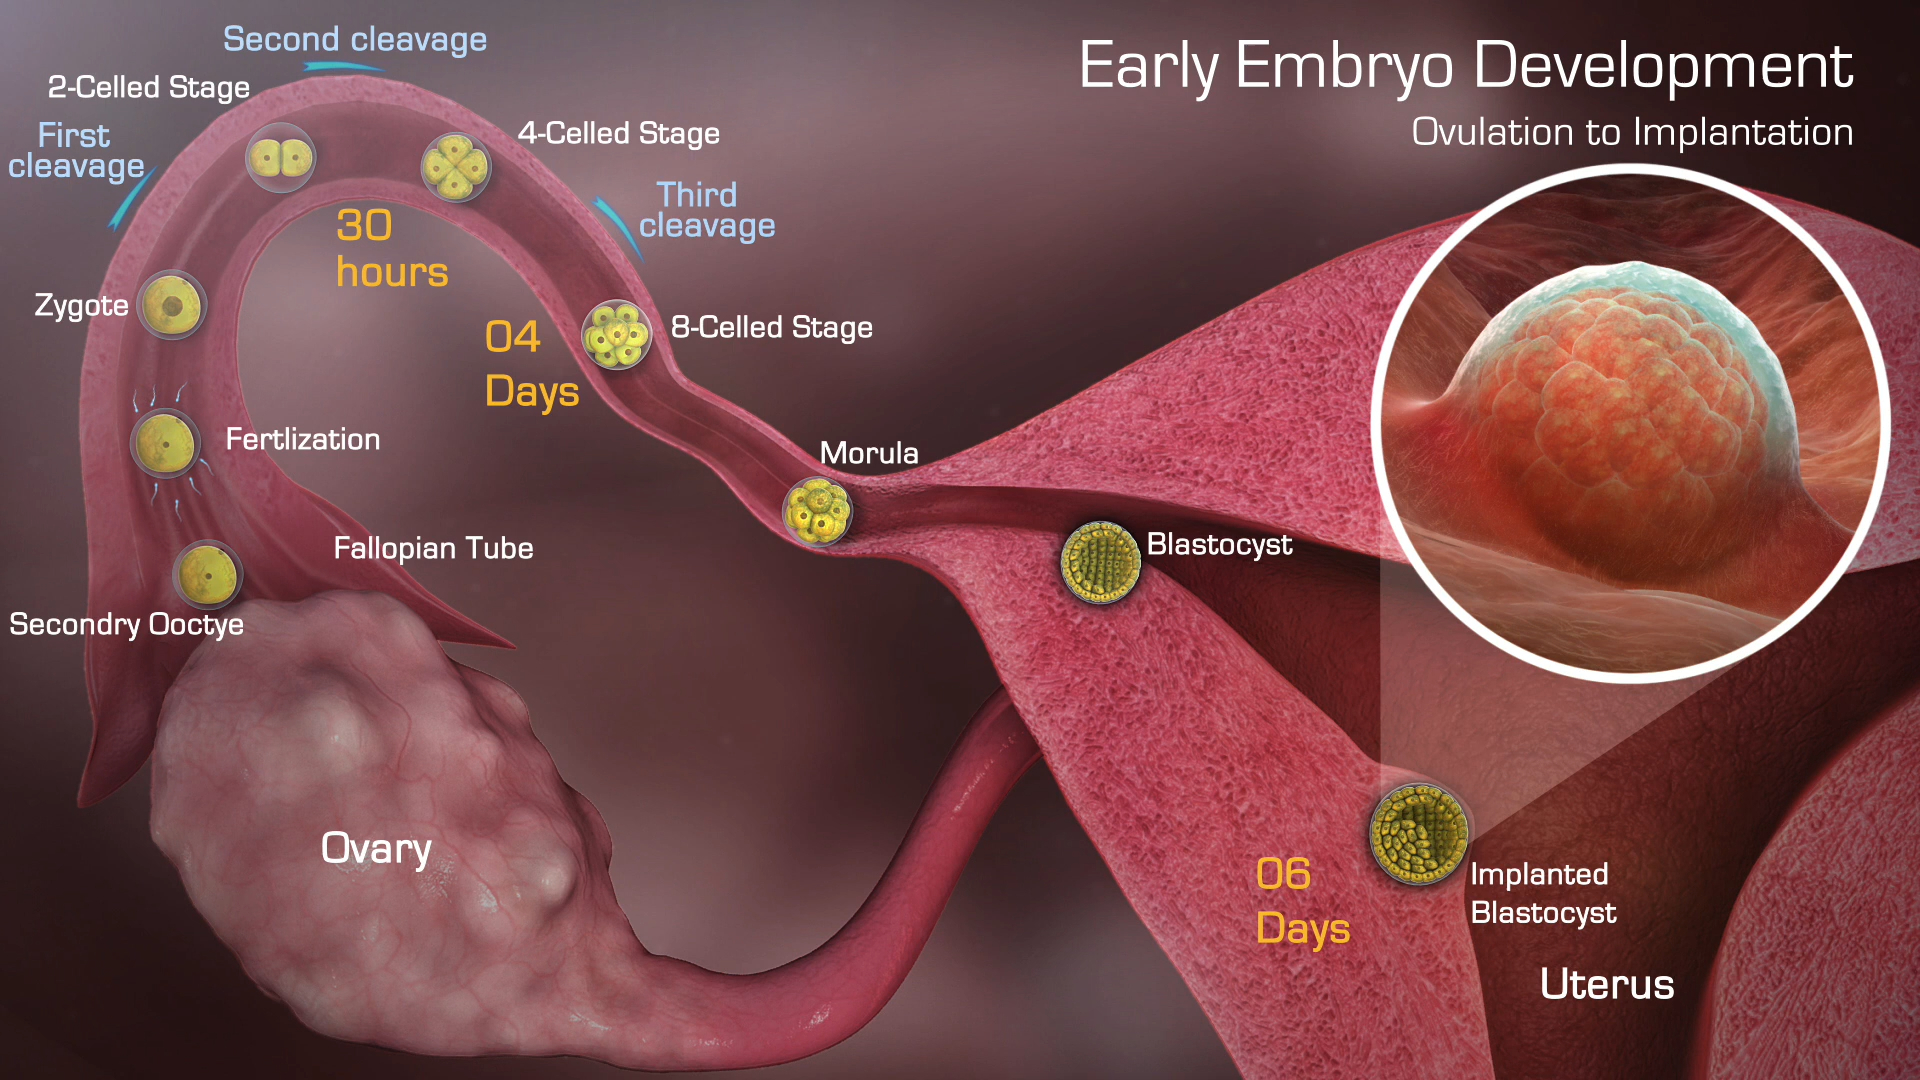 Early Embryo Development
Ovulation to Implantation
Second cleavage
2-Celled Stage
First
cleavage
4-Celled Stage
Third
cleavage
30
hours
Zygote
04
Days
8-Celled Stage
Fertlization
Morula
Fallopian Tube
Blastocyst
Secondry Ooctye
Ovary
06
Days
Implanted
Blastocyst
Uterus